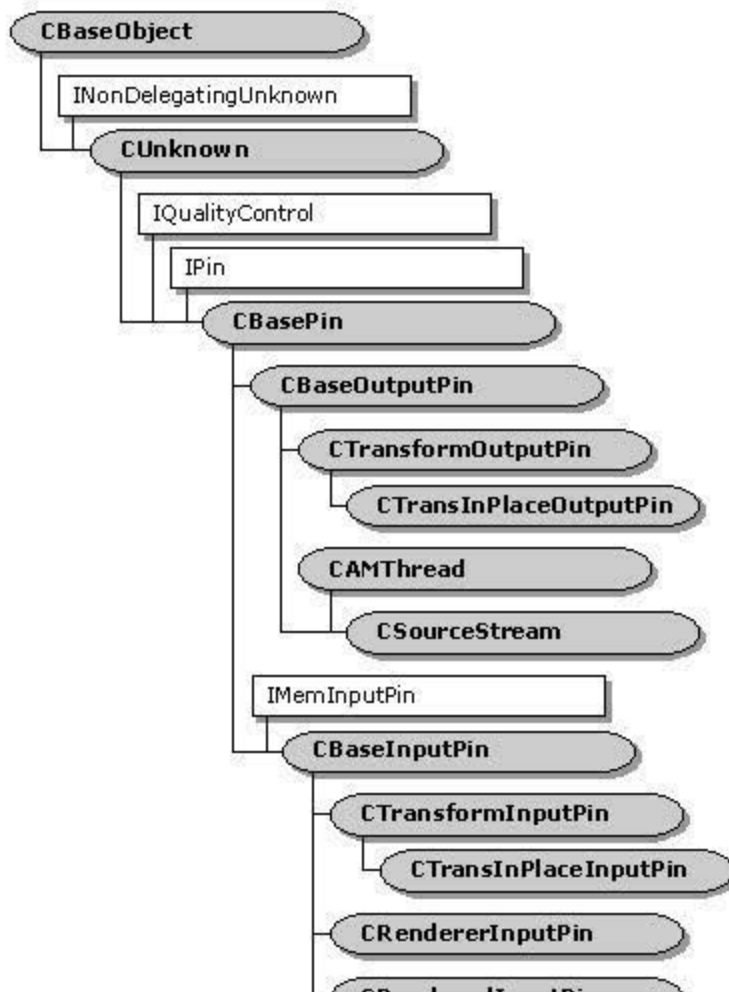 CBaseObject
INonDelegatingUnknown
CUnknown
IQualityControl
IPin
CBasePin
CBaseOutputPin
CTransformOutputPin
CTransInPlaceOutputPin
CAMThread
CSourceStream
IMemInputPin
CBaseInputPin
CTransformInputPin
CTransInPlaceInputPin
CRendererInputPin